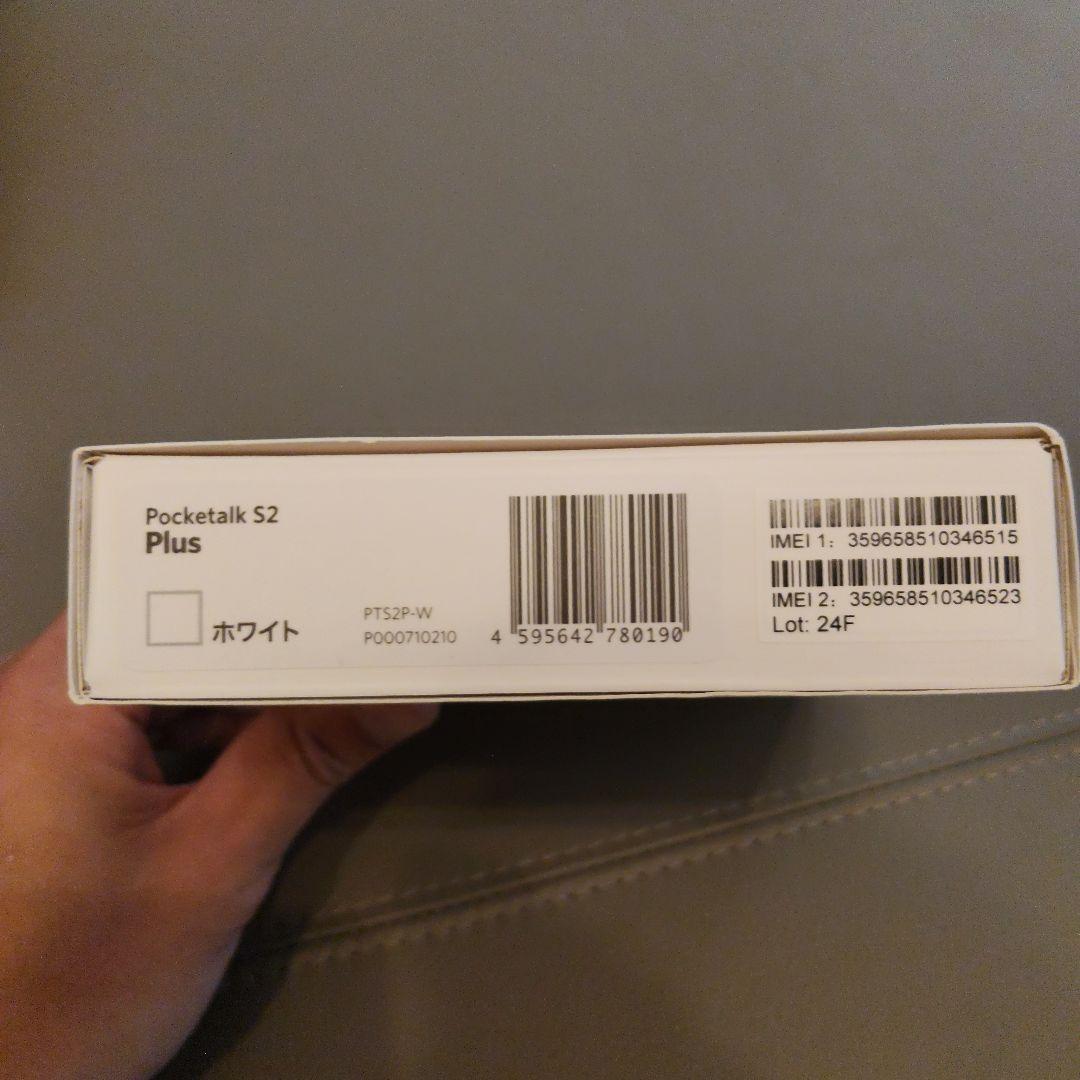 Pocketalk S2
Plus
ホワイト
PTS2P-W
P000710210
4 595642 780190
IMEI 1: 359658510346515
IMEI 2: 359658510346523
Lot: 24F